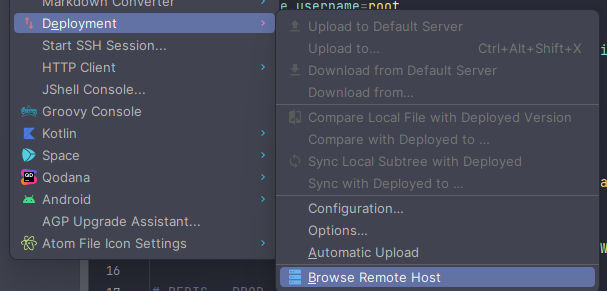 Markdown Converter
Deployment
Start SSH Session...
HTTP Client
JShell Console...
Groovy Console
Kotlin
Space
Qodana
Android
AGP Upgrade Assistant...
Atom File Icon Settings
16
username=root
Upload to Default Server
Upload to... Ctrl+Alt+Shift+X
Download from Default Server
Download from...
Compare Local File with Deployed Version
Compare with Deployed to ...
Sync Local Subtree with Deployed
Sync with Deployed to ...
Configuration...
Options...
Automatic Upload
Browse Remote Host